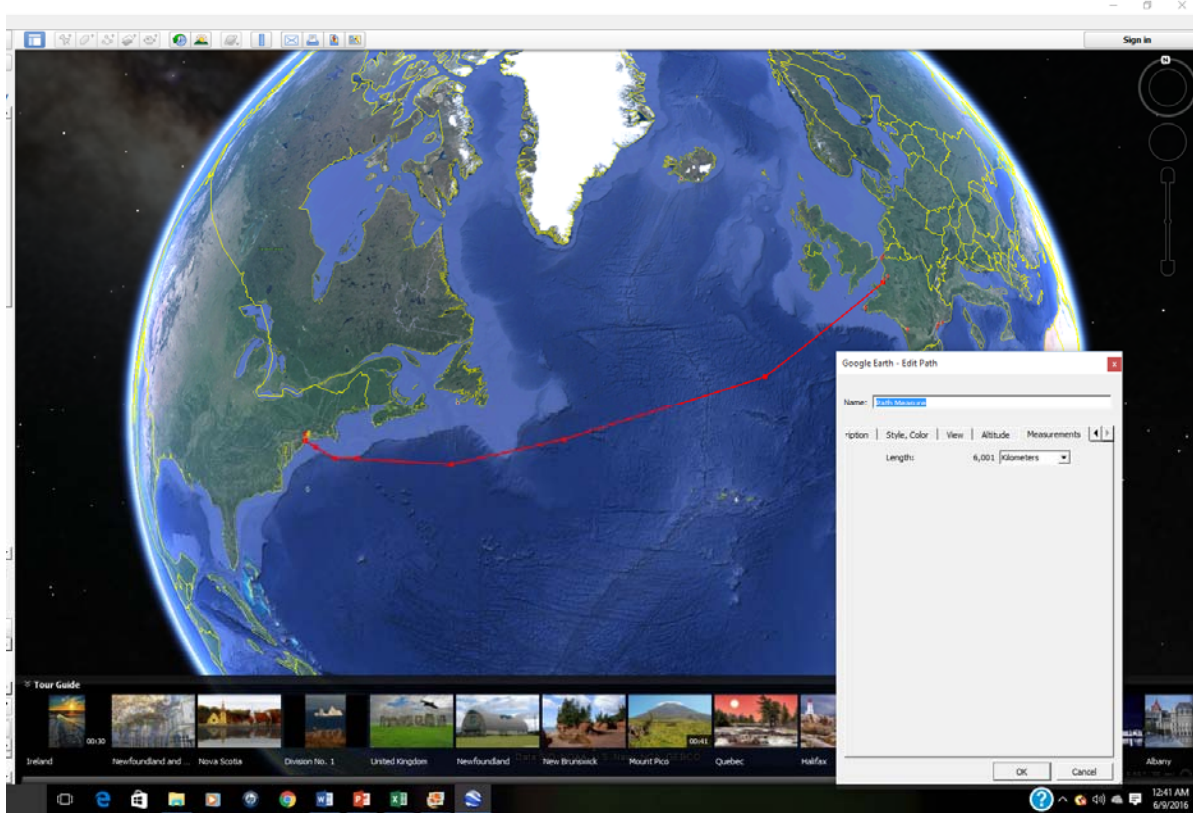 Sign in
N
Google Earth - Edit Path
x
Name: Path Measure
ription Style, Color View Altitude Measurements
Length: 6,001 Kilometers
Tour Guide
00:30
00:41
Ireland Newfoundland and ... Nova Scotia Division No. 1 United Kingdom Newfoundland New Brunswick Mount Pico Quebec Halifax Albany
OK Cancel
12:41 AM
6/9/2016